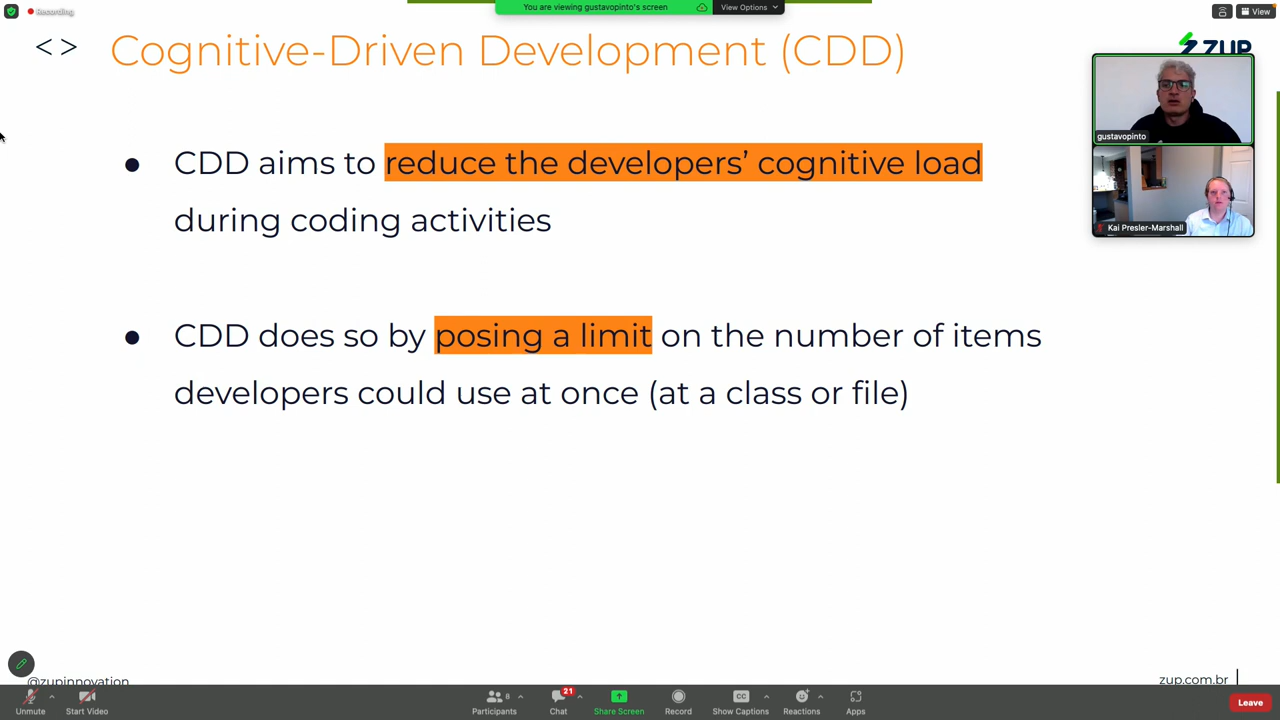 Recording
You are viewing gustavopinto's screen
View Options
View
< > Cognitive-Driven Development (CDD)
ZUP
gustavopinto
Kai Presler-Marshall
● CDD aims to reduce the developers’ cognitive load
during coding activities
● CDD does so by posing a limit on the number of items
developers could use at once (at a class or file)
@zupinnovation
zup.com.br
Unmute
Start Video
Participants
8
Chat
21
Share Screen
Record
CC
Show Captions
Reactions
Apps
Leave